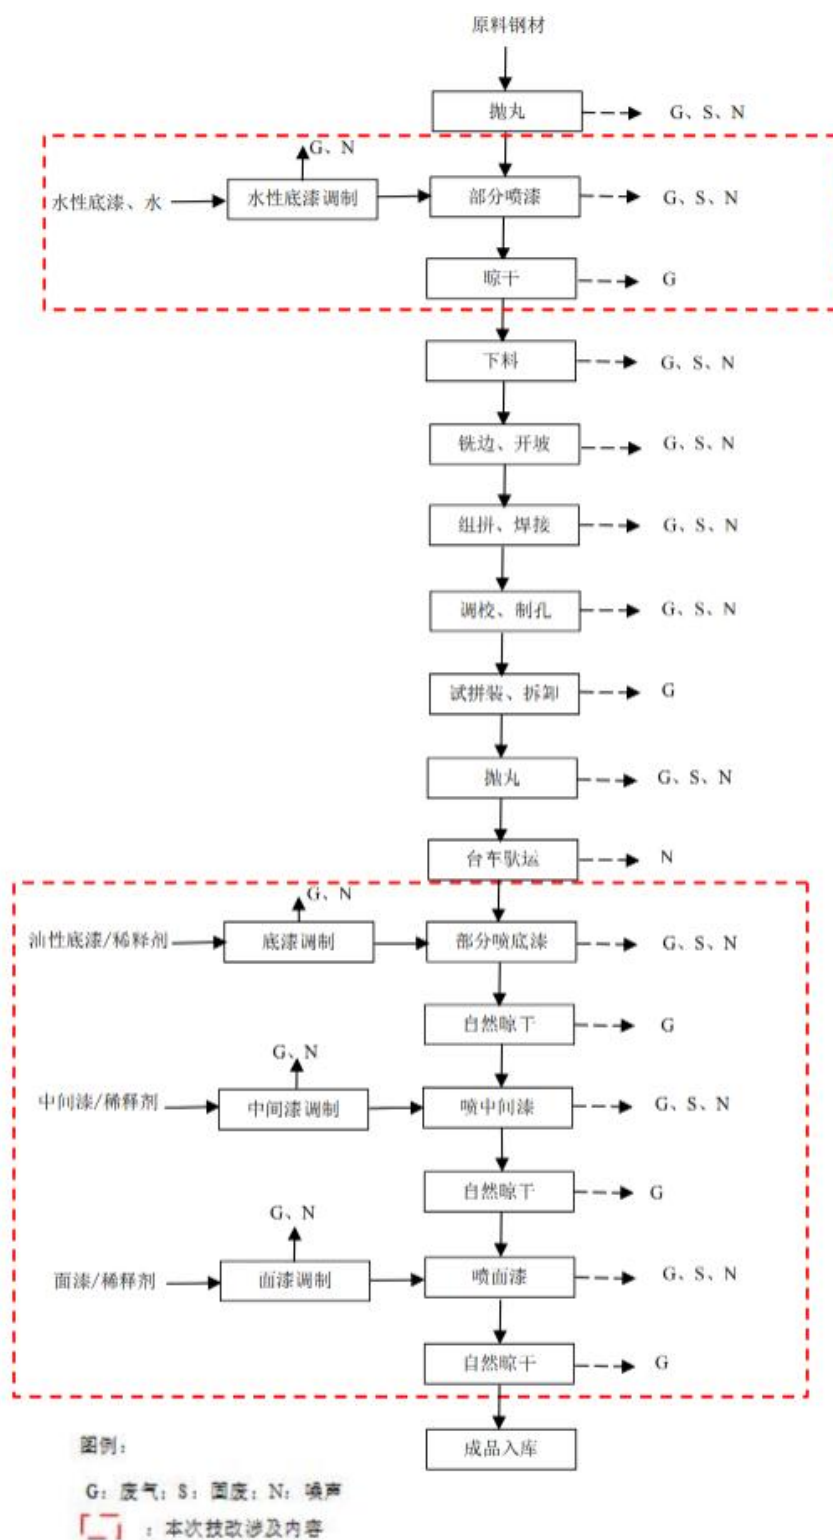 原料钢材
抛丸
G、S、N
G、N
水性底漆、水
水性底漆调制
部分喷漆
G、S、N
晾干
G
下料
G、S、N
铣边、开坡
G、S、N
组拼、焊接
G、S、N
调校、制孔
G、S、N
试拼装、拆卸
G
抛丸
G、S、N
台车驮运
N
G、N
油性底漆/稀释剂
底漆调制
部分喷底漆
G、S、N
自然晾干
G
G、N
中间漆/稀释剂
中间漆调制
喷中间漆
G、S、N
自然晾干
G
G、N
面漆/稀释剂
面漆调制
喷面漆
G、S、N
自然晾干
G
成品入库
图例：
G：废气；S：固废；N：噪声
：本次技改涉及内容